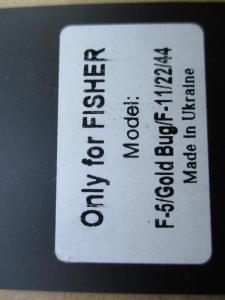 Only for FISHER
Model:
F-5/Gold Bug/F-11/22/44
Made in Ukraine